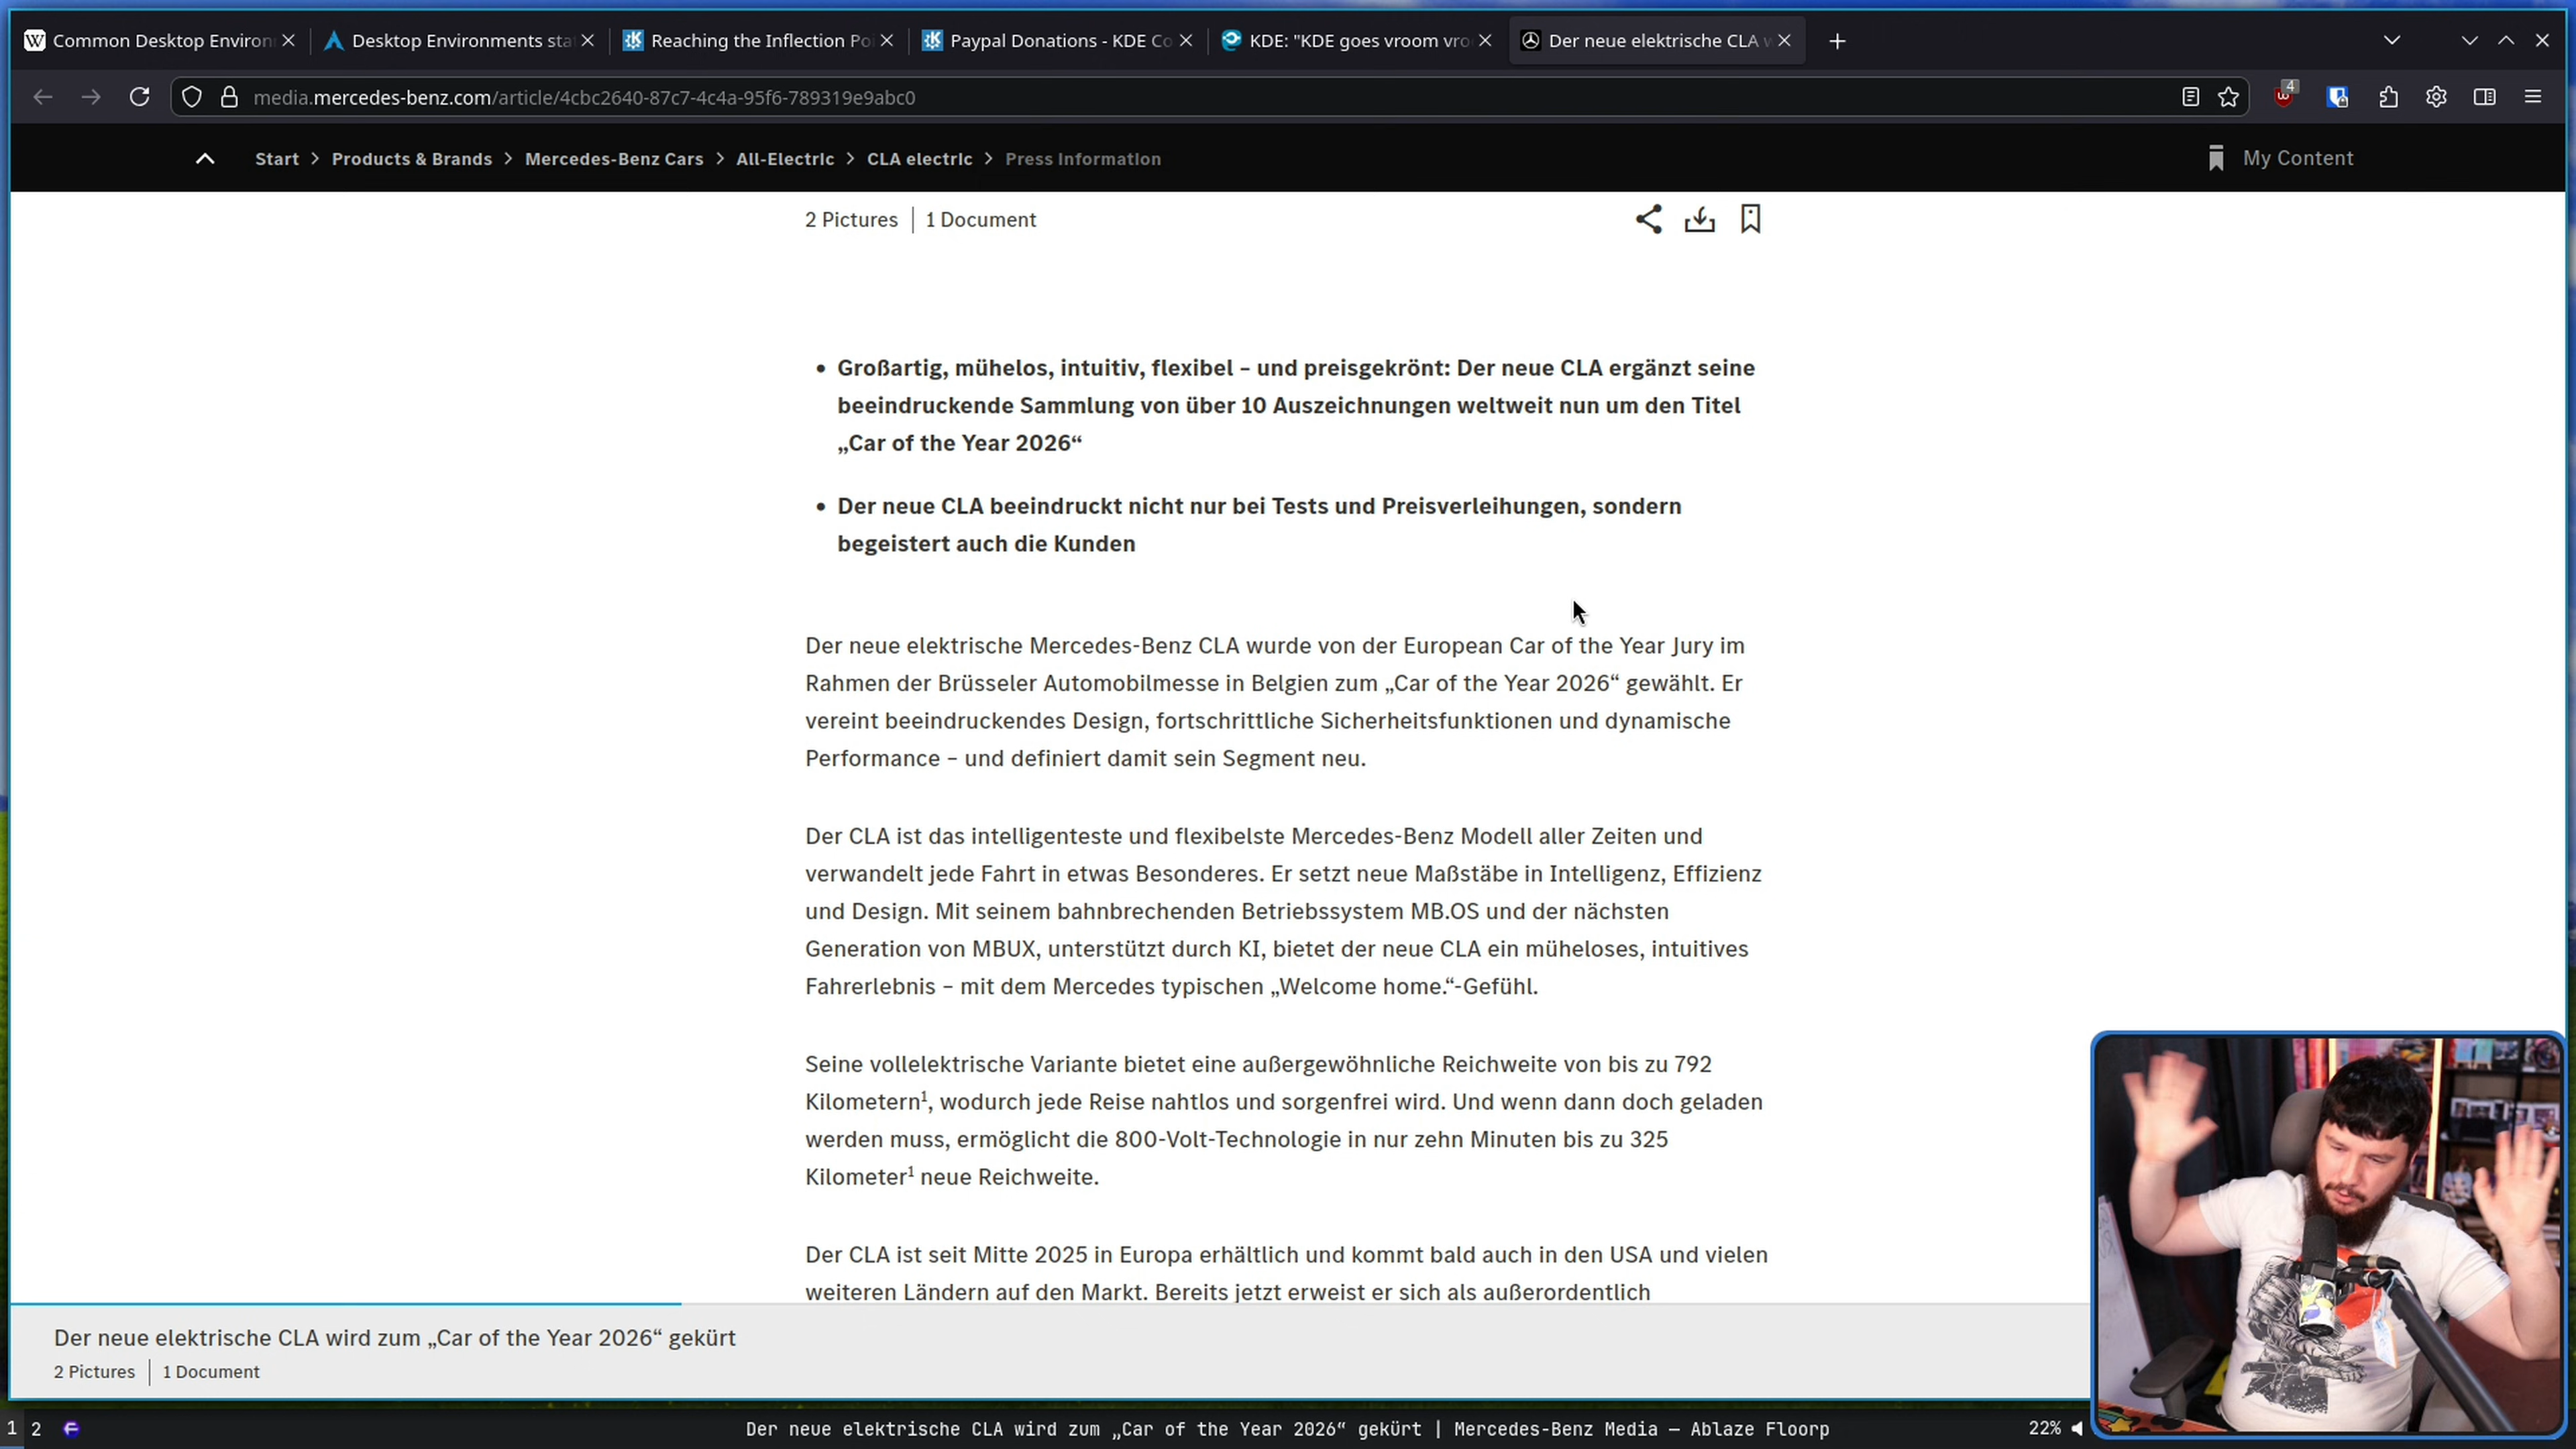 Common Desktop Environ
Desktop Environments sta
Reaching the Inflection Po
Paypal Donations - KDE Co
KDE: "KDE goes vroom vro
Der neue elektrische CLA w
media.mercedes-benz.com/article/4cbc2640-87c7-4c4a-95f6-789319e9abc0
4
Start > Products & Brands > Mercedes-Benz Cars > All-Electric > CLA electric > Press Information
My Content
2 Pictures | 1 Document
• Großartig, mühelos, intuitiv, flexibel – und preisgekrönt: Der neue CLA ergänzt seine
beeindruckende Sammlung von über 10 Auszeichnungen weltweit nun um den Titel
„Car of the Year 2026“
• Der neue CLA beeindruckt nicht nur bei Tests und Preisverleihungen, sondern
begeistert auch die Kunden
Der neue elektrische Mercedes-Benz CLA wurde von der European Car of the Year Jury im
Rahmen der Brüsseler Automobilmesse in Belgien zum „Car of the Year 2026“ gewählt. Er
vereint beeindruckendes Design, fortschrittliche Sicherheitsfunktionen und dynamische
Performance – und definiert damit sein Segment neu.
Der CLA ist das intelligenteste und flexibelste Mercedes-Benz Modell aller Zeiten und
verwandelt jede Fahrt in etwas Besonderes. Er setzt neue Maßstäbe in Intelligenz, Effizienz
und Design. Mit seinem bahnbrechenden Betriebssystem MB.OS und der nächsten
Generation von MBUX, unterstützt durch KI, bietet der neue CLA ein müheloses, intuitives
Fahrerlebnis – mit dem Mercedes typischen „Welcome home.“-Gefühl.
Seine vollelektrische Variante bietet eine außergewöhnliche Reichweite von bis zu 792
Kilometern¹, wodurch jede Reise nahtlos und sorgenfrei wird. Und wenn dann doch geladen
werden muss, ermöglicht die 800-Volt-Technologie in nur zehn Minuten bis zu 325
Kilometer¹ neue Reichweite.
Der CLA ist seit Mitte 2025 in Europa erhältlich und kommt bald auch in den USA und vielen
weiteren Ländern auf den Markt. Bereits jetzt erweist er sich als außerordentlich
Der neue elektrische CLA wird zum „Car of the Year 2026“ gekürt
2 Pictures | 1 Document
1 2
Der neue elektrische CLA wird zum „Car of the Year 2026“ gekürt | Mercedes-Benz Media — Ablaze Floorp
22%